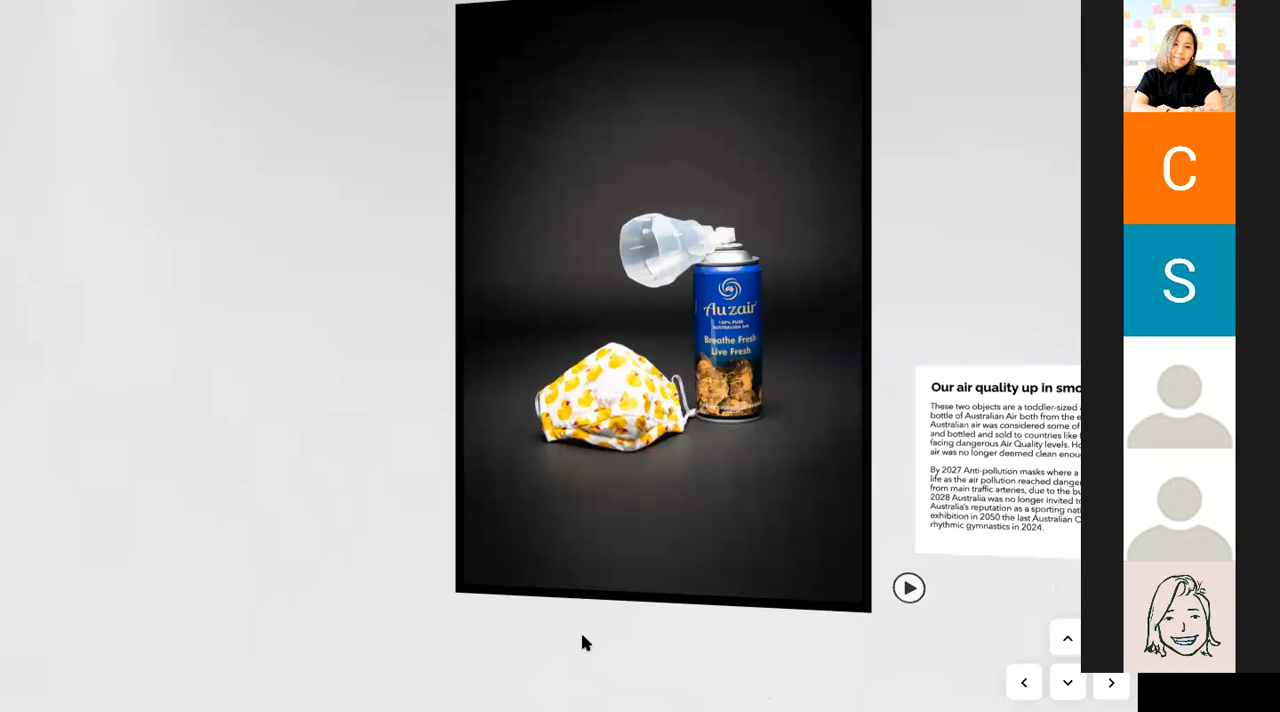 Auzair
100% PURE
AUSTRALIAN AIR
Breathe Fresh
Live Fresh
Our air quality up in smo
These two objects are a toddler-sized
bottle of Australian Air both from the e
Australian air was considered some of
and bottled and sold to countries like
facing dangerous Air Quality levels. Ho
air was no longer deemed clean enou
By 2027 Anti-pollution masks where a
life as the air pollution reached dange
from main traffic arteries, due to the bu
2028 Australia was no longer invited to
Australia's reputation as a sporting nati
exhibition in 2050 the last Australian O
rhythmic gymnastics in 2024.
C
S